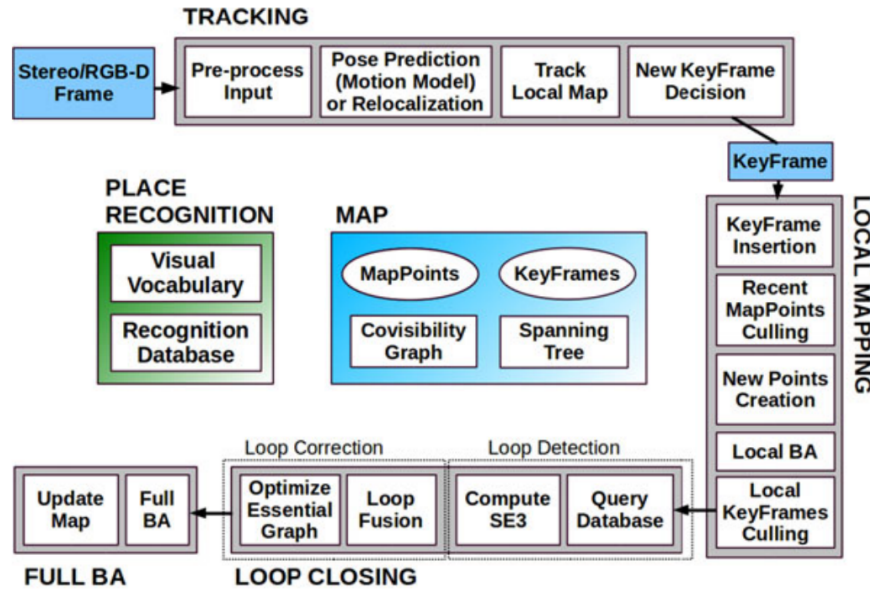 TRACKING
Stereo/RGB-D
Frame
Pre-process
Input
Pose Prediction
(Motion Model)
or Relocalization
Track
Local Map
New KeyFrame
Decision
KeyFrame
PLACE
RECOGNITION
Visual
Vocabulary
Recognition
Database
MAP
MapPoints
KeyFrames
Covisibility
Graph
Spanning
Tree
LOCAL MAPPING
KeyFrame
Insertion
Recent
MapPoints
Culling
New Points
Creation
Local BA
Local
KeyFrames
Culling
Loop Correction
Loop Detection
Update
Map
Full
BA
Optimize
Essential
Graph
Loop
Fusion
Compute
SE3
Query
Database
FULL BA
LOOP CLOSING